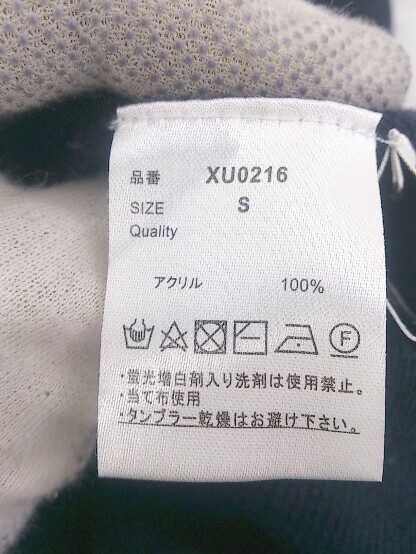 品番 XU0216
SIZE S
Quality
アクリル 100%
F
・蛍光増白剤入り洗剤は使用禁止。
・当て布使用
・タンブラー乾燥はお避け下さい。